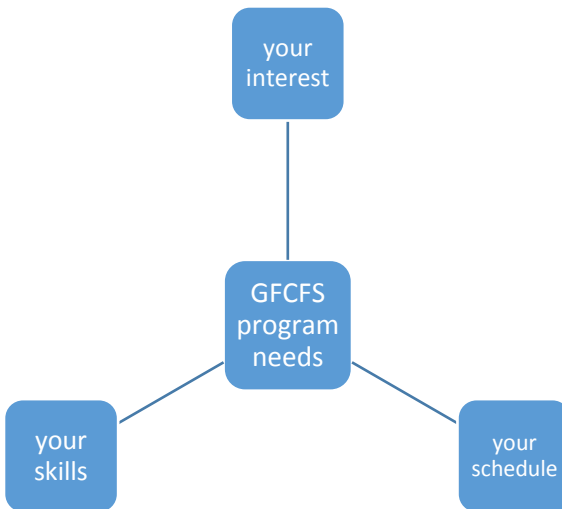 your
interest
GFCFS
program
needs
your
skills
your
schedule